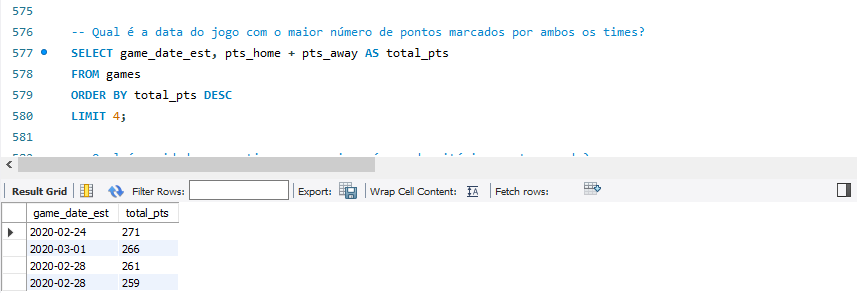 575
576 -- Qual é a data do jogo com o maior número de pontos marcados por ambos os times?
577 SELECT game_date_est, pts_home + pts_away AS total_pts
578 FROM games
579 ORDER BY total_pts DESC
580 LIMIT 4;
581
Result Grid Filter Rows: Export: Wrap Cell Content: IA Fetch rows:
game_date_est total_pts
2020-02-24 271
2020-03-01 266
2020-02-28 261
2020-02-28 259